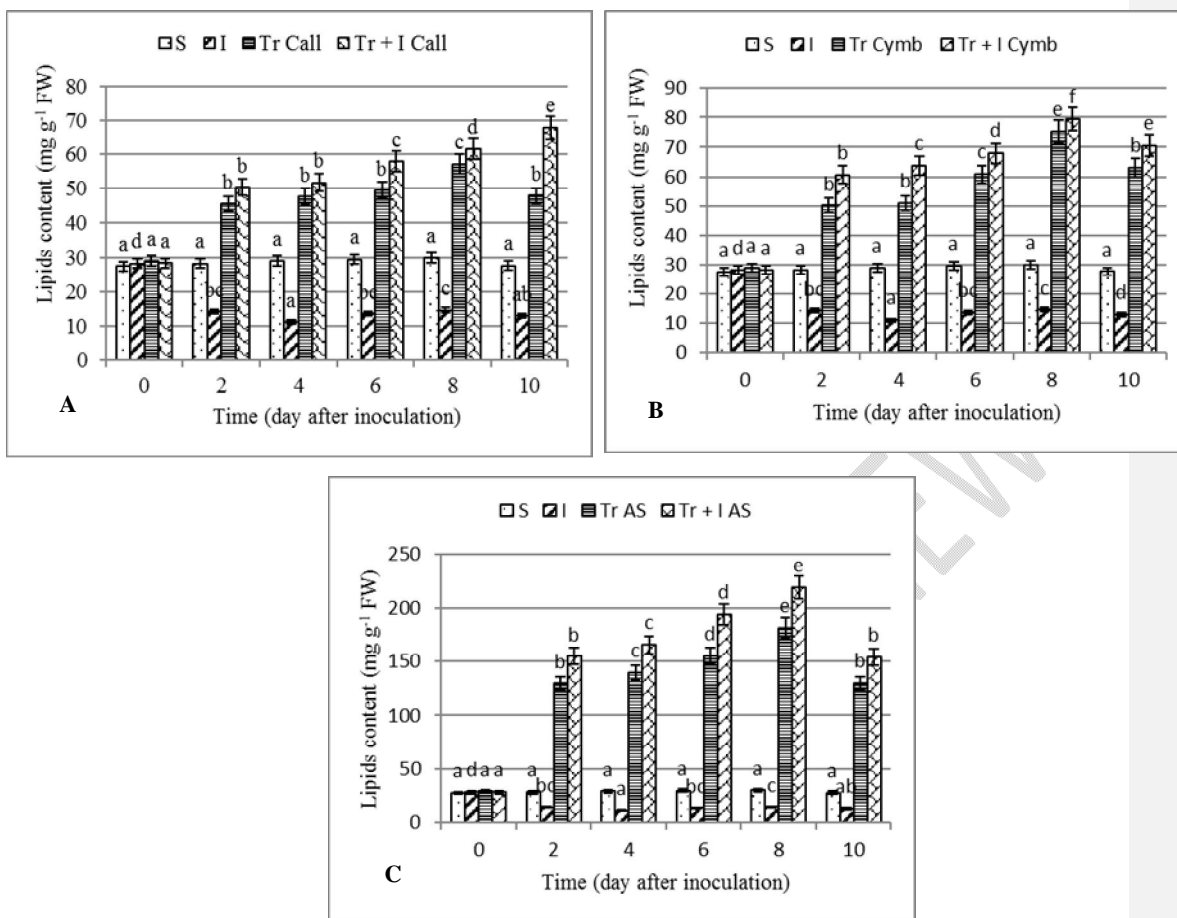 S I Tr Call Tr + I Call
Lipids content (mg g⁻¹ FW)
80
70
60
50
40
30
20
10
0
a d a a
a bc b b
a a b b
a bc b c
a c c d
a ab b e
0 2 4 6 8 10
Time (day after inoculation)
A
S I Tr Cymb Tr + I Cymb
Lipids content (mg g⁻¹ FW)
90
80
70
60
50
40
30
20
10
0
a d a a
a bc b b
a a b c
a bc c d
a c e f
a d b e
0 2 4 6 8 10
Time (day after inoculation)
B
S I Tr AS Tr + I AS
Lipids content (mg g⁻¹ FW)
250
200
150
100
50
0
a d a a
a bc b b
a a c c
a bc d d
a c e e
a ab b b
0 2 4 6 8 10
Time (day after inoculation)
C
EW